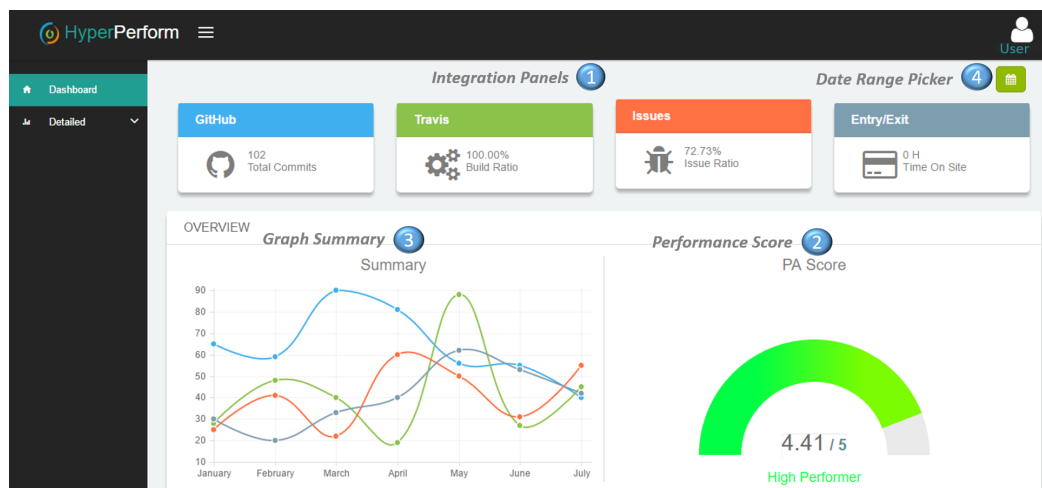 HyperPerform
User
Dashboard
Detailed
Integration Panels 1
Date Range Picker 4
GitHub
102
Total Commits
Travis
100.00%
Build Ratio
Issues
72.73%
Issue Ratio
Entry/Exit
0 H
Time On Site
OVERVIEW
Graph Summary 3
Performance Score 2
Summary
90
80
70
60
50
40
30
20
10
January February March April May June July
PA Score
4.41 / 5
High Performer